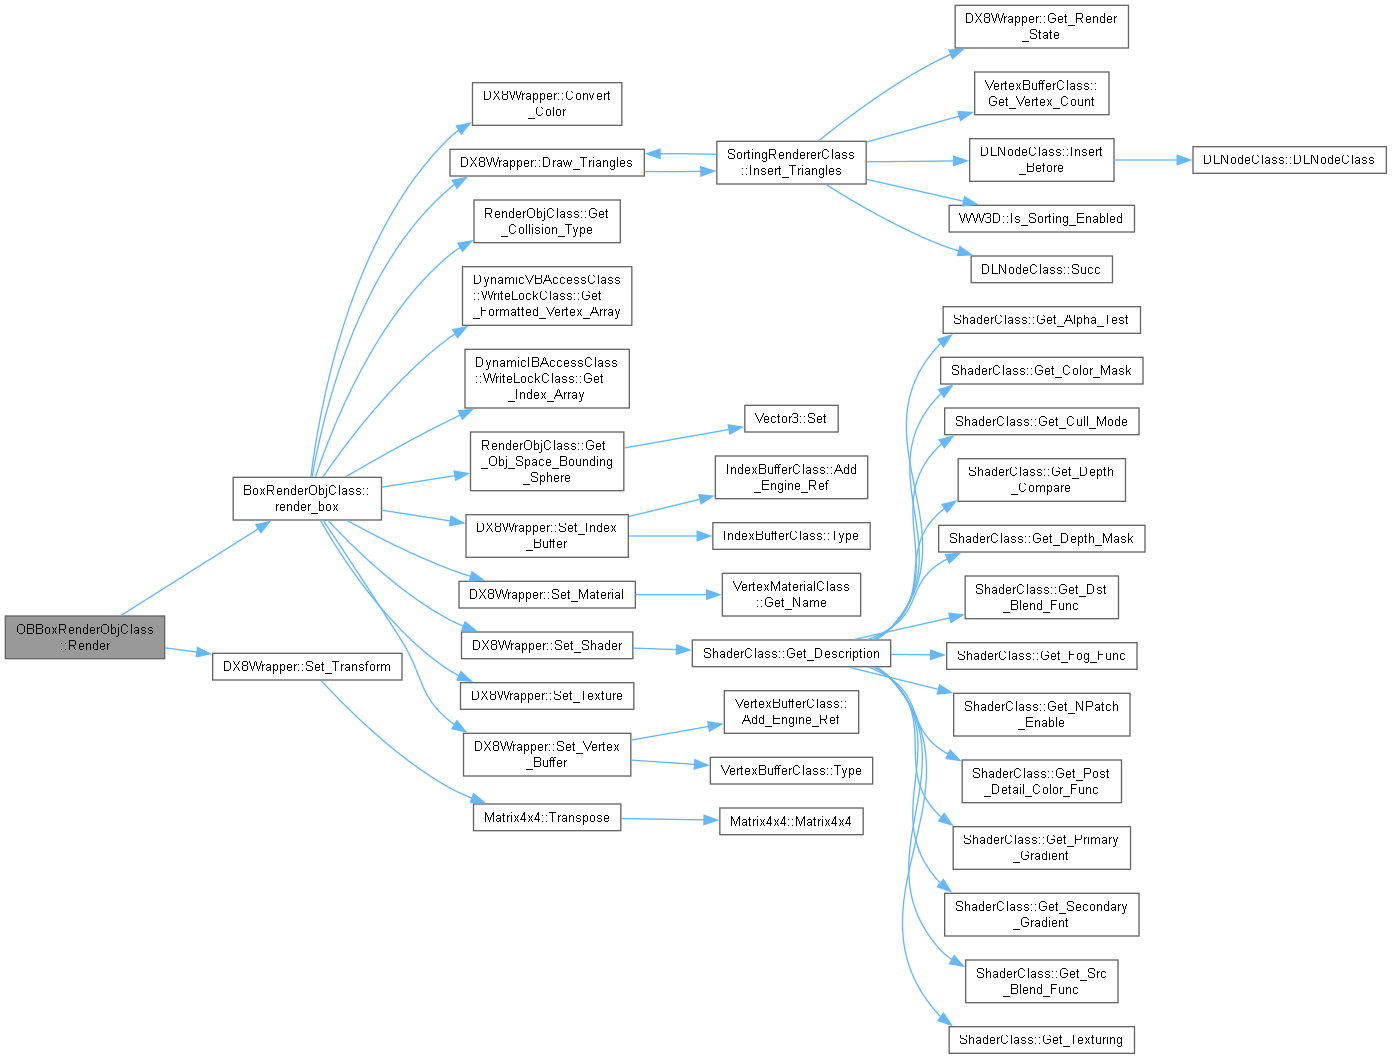 OBBoxRenderObjClass
::Render
BoxRenderObjClass::
render_box
DX8Wrapper::Set_Transform
DX8Wrapper::Convert
_Color
DX8Wrapper::Draw_Triangles
RenderObjClass::Get
_Collision_Type
DynamicVBAccessClass
::WriteLockClass::Get
_Formatted_Vertex_Array
DynamicIBAccessClass
::WriteLockClass::Get
_Index_Array
RenderObjClass::Get
_Obj_Space_Bounding
_Sphere
DX8Wrapper::Set_Index
_Buffer
DX8Wrapper::Set_Material
DX8Wrapper::Set_Shader
DX8Wrapper::Set_Texture
DX8Wrapper::Set_Vertex
_Buffer
Matrix4x4::Transpose
SortingRendererClass
::Insert_Triangles
Vector3::Set
IndexBufferClass::Add
_Engine_Ref
IndexBufferClass::Type
VertexMaterialClass
::Get_Name
ShaderClass::Get_Description
VertexBufferClass::
Add_Engine_Ref
VertexBufferClass::Type
Matrix4x4::Matrix4x4
DX8Wrapper::Get_Render
_State
VertexBufferClass::
Get_Vertex_Count
DLNodeClass::Insert
_Before
WW3D::Is_Sorting_Enabled
DLNodeClass::Succ
DLNodeClass::DLNodeClass
ShaderClass::Get_Alpha_Test
ShaderClass::Get_Color_Mask
ShaderClass::Get_Cull_Mode
ShaderClass::Get_Depth
_Compare
ShaderClass::Get_Depth_Mask
ShaderClass::Get_Dst
_Blend_Func
ShaderClass::Get_Fog_Func
ShaderClass::Get_NPatch
_Enable
ShaderClass::Get_Post
_Detail_Color_Func
ShaderClass::Get_Primary
_Gradient
ShaderClass::Get_Secondary
_Gradient
ShaderClass::Get_Src
_Blend_Func
ShaderClass::Get_Texturing